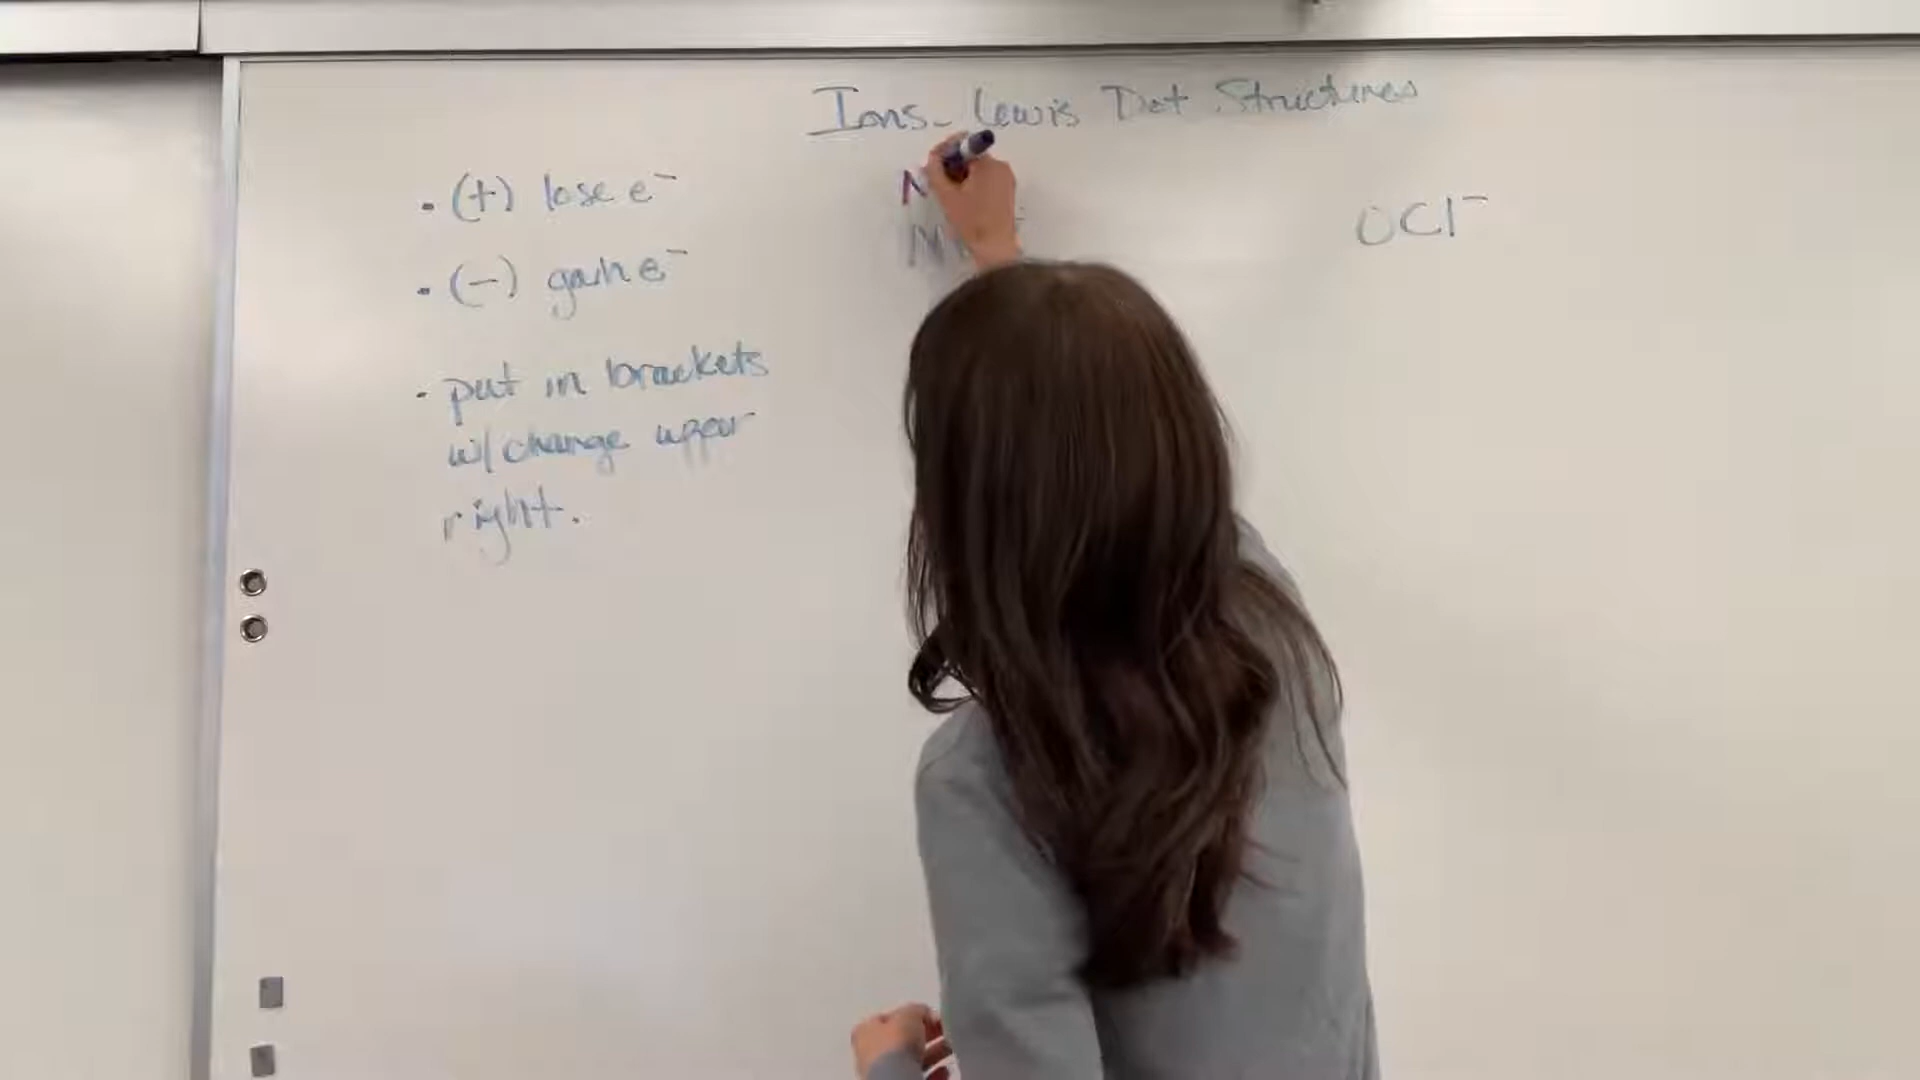 Ions - Lewis Dot Structures
• (+) lose e⁻
• (-) gain e⁻
• put in brackets
w/ charge upper
right.
N
OCl⁻